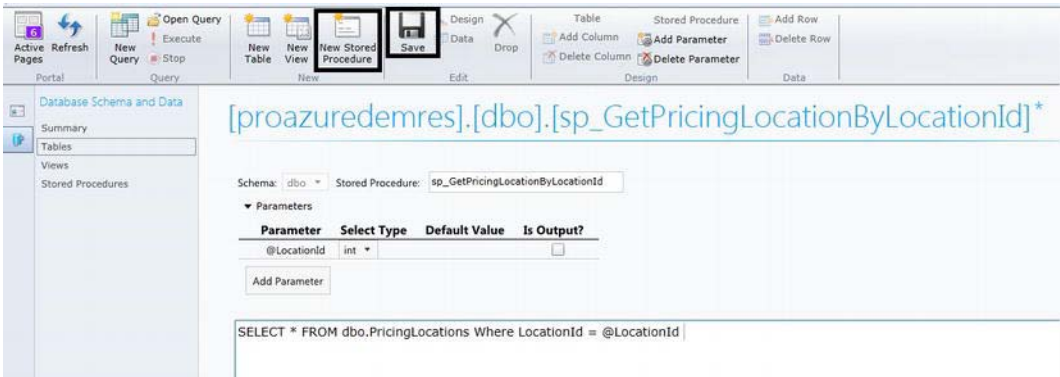 6 Open Query Design Table Stored Procedure Add Row
Execute Data Add Column Add Parameter Delete Row
Active Refresh New Stop New New New Stored Save Drop Delete Column Delete Parameter
Pages Query Table View Procedure
Portal Query New Edit Design Data
Database Schema and Data
[proazuredemres].[dbo].[sp_GetPricingLocationByLocationId]*
Summary
Tables
Views
Stored Procedures
Schema: dbo Stored Procedure: sp_GetPricingLocationByLocationId
Parameters
Parameter Select Type Default Value Is Output?
@LocationId int
Add Parameter
SELECT * FROM dbo.PricingLocations Where LocationId = @LocationId